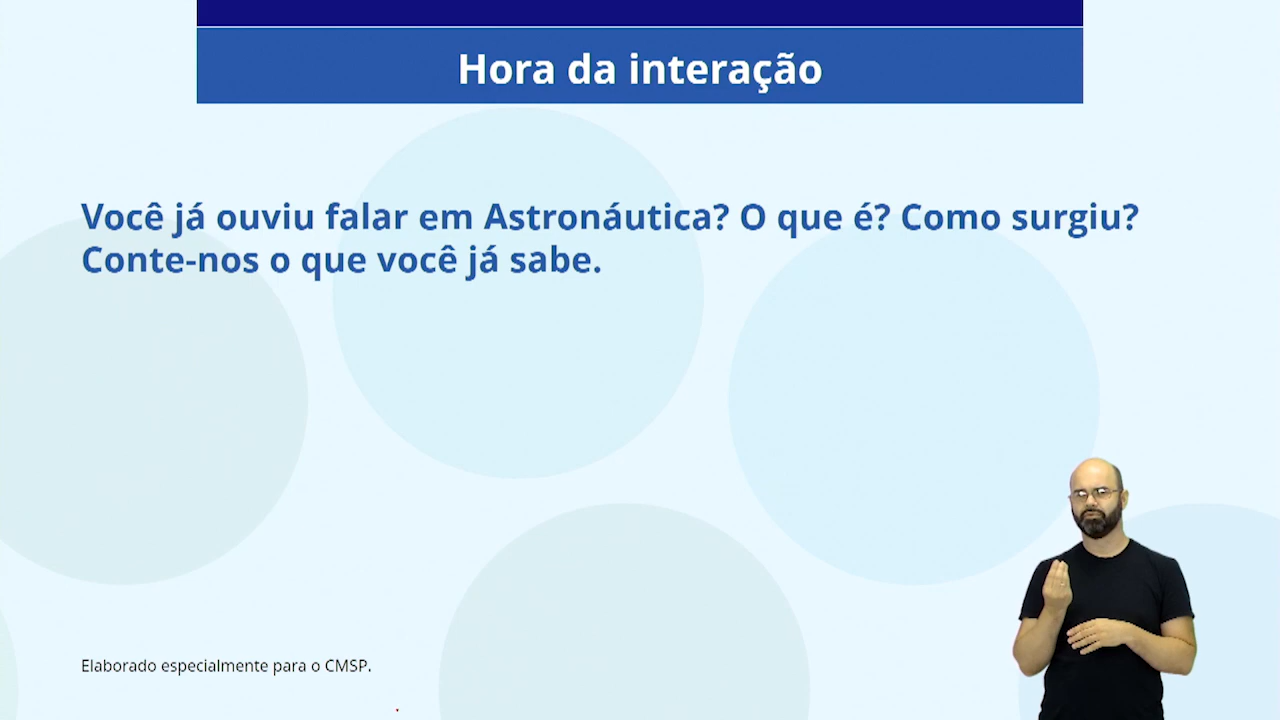 Hora da interação
Você já ouviu falar em Astronáutica? O que é? Como surgiu?
Conte-nos o que você já sabe.
Elaborado especialmente para o CMSP.